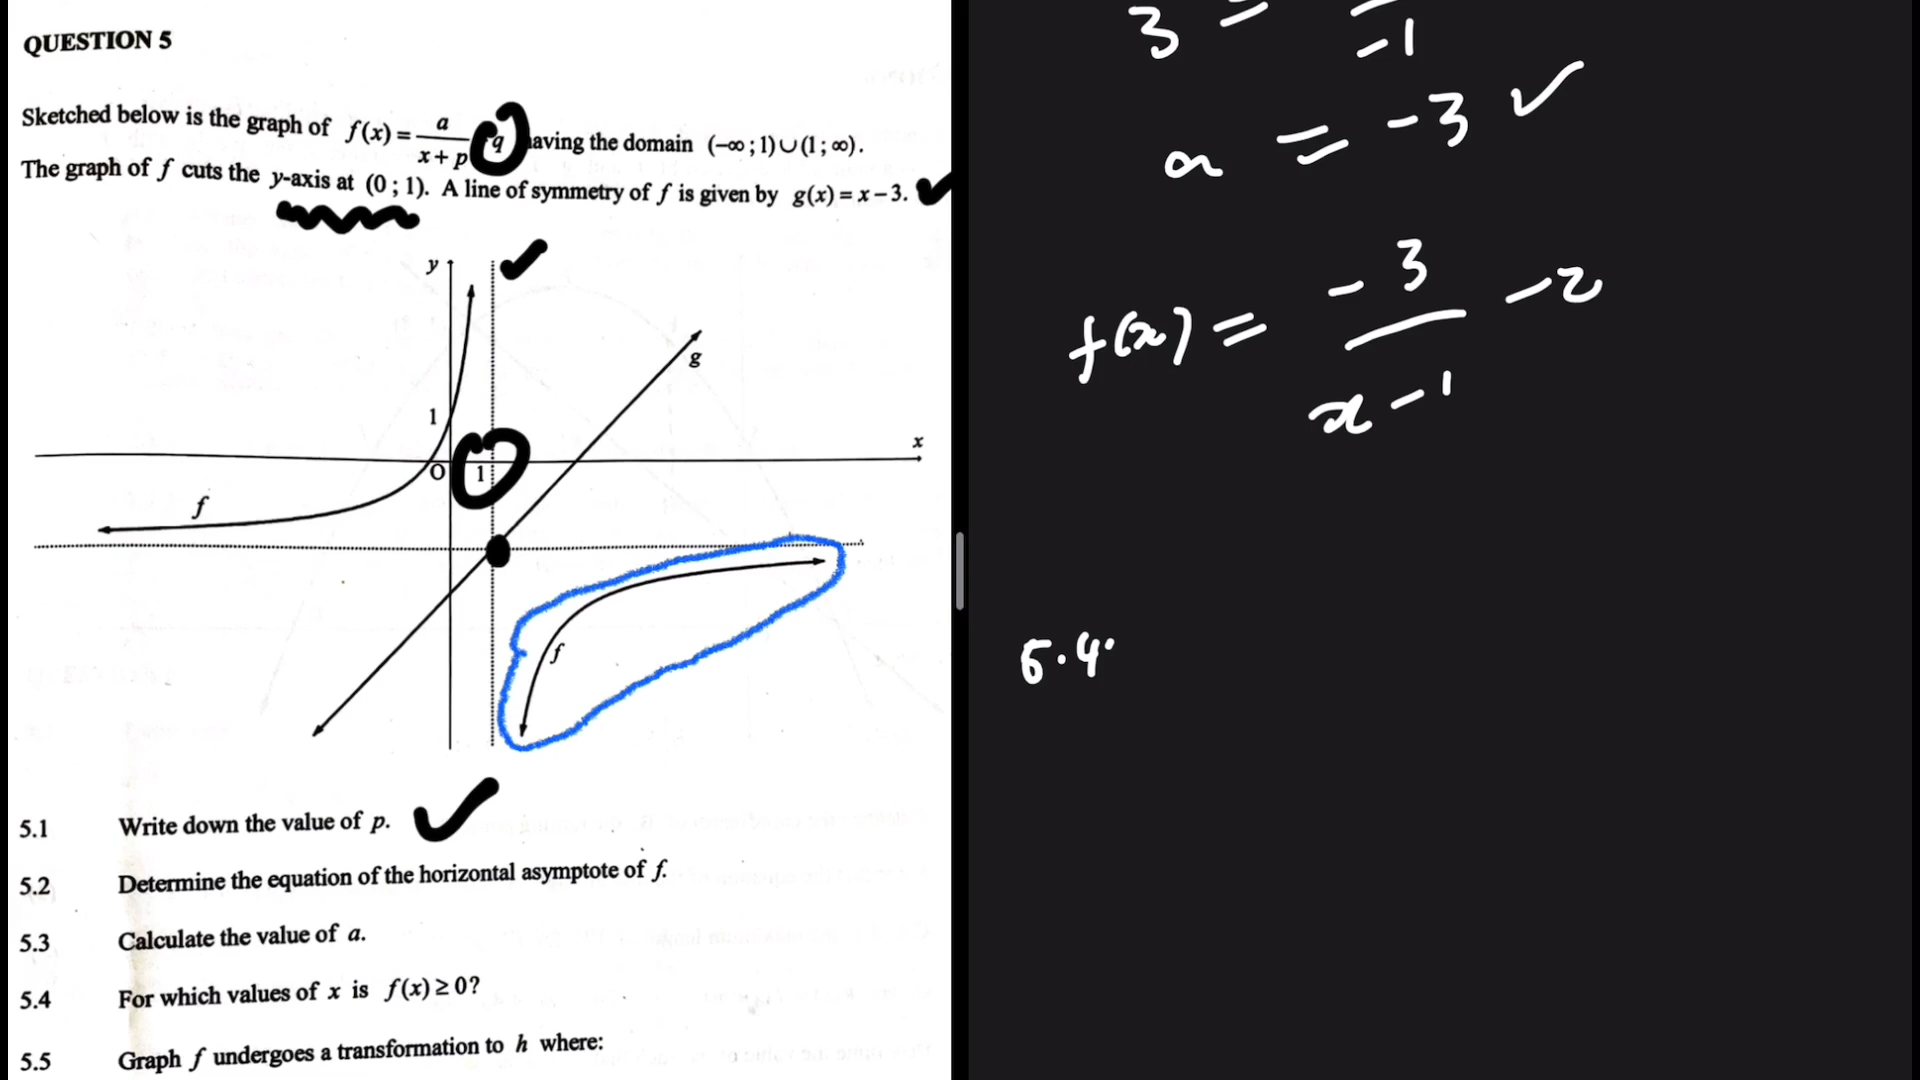 QUESTION 5
Sketched below is the graph of f(x) = a/(x + p) q having the domain (-∞ ; 1) ∪ (1 ; ∞).
The graph of f cuts the y-axis at (0 ; 1). A line of symmetry of f is given by g(x) = x - 3.
y
g
1
x
O
1
f
f
5.1 Write down the value of p.
5.2 Determine the equation of the horizontal asymptote of f.
5.3 Calculate the value of a.
5.4 For which values of x is f(x) ≥ 0?
5.5 Graph f undergoes a transformation to h where:
3 = /-1
a = -3 ✓
f(x) = -3/(x - 1) - 2
5.4.